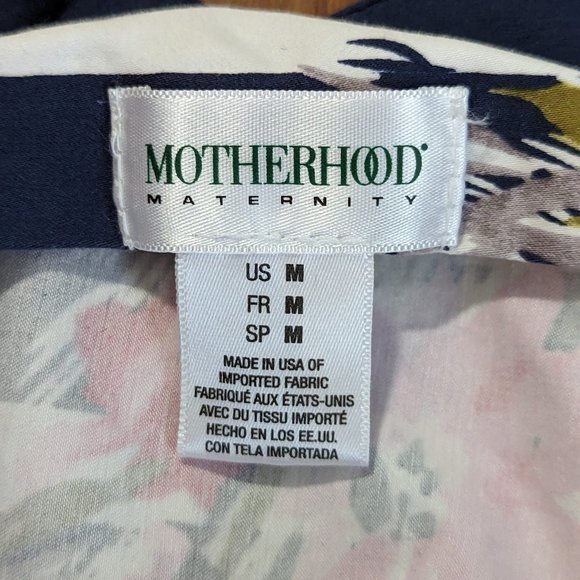 MOTHERHOOD®
MATERNITY
US M
FR M
SP M
MADE IN USA OF
IMPORTED FABRIC
FABRIQUÉ AUX ÉTATS-UNIS
AVEC DU TISSU IMPORTÉ
HECHO EN LOS EE.UU.
CON TELA IMPORTADA